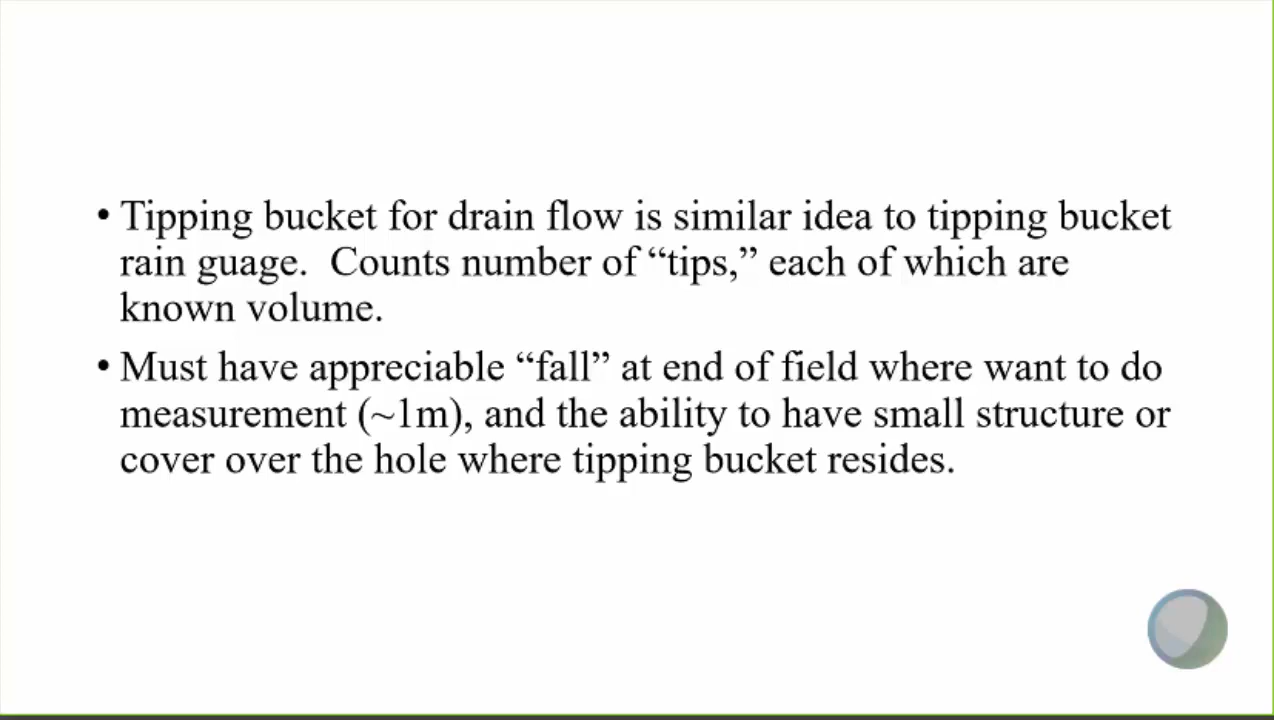 • Tipping bucket for drain flow is similar idea to tipping bucket
rain guage.  Counts number of “tips,” each of which are
known volume.
• Must have appreciable “fall” at end of field where want to do
measurement (~1m), and the ability to have small structure or
cover over the hole where tipping bucket resides.